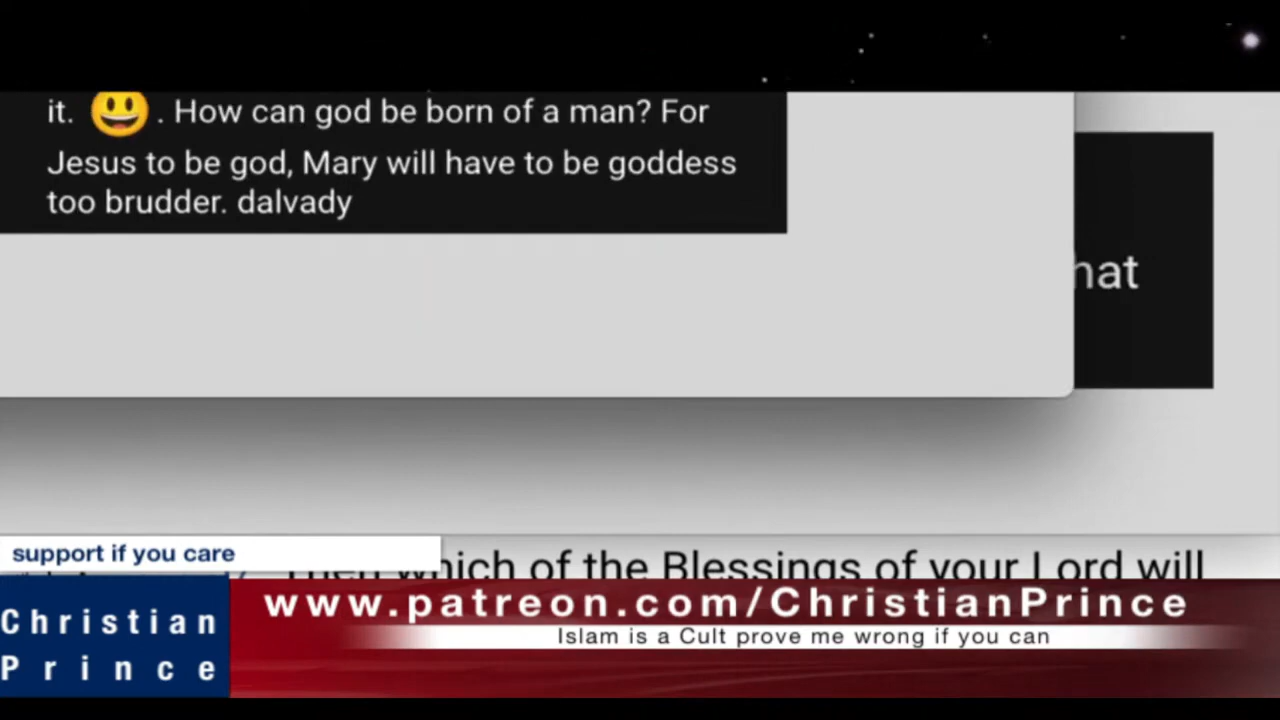 it. 😃 . How can god be born of a man? For
Jesus to be god, Mary will have to be goddess
too brudder. dalvady
hat
support if you care
Then which of the Blessings of your Lord will
Christian
Prince
www.patreon.com/ChristianPrince
Islam is a Cult prove me wrong if you can